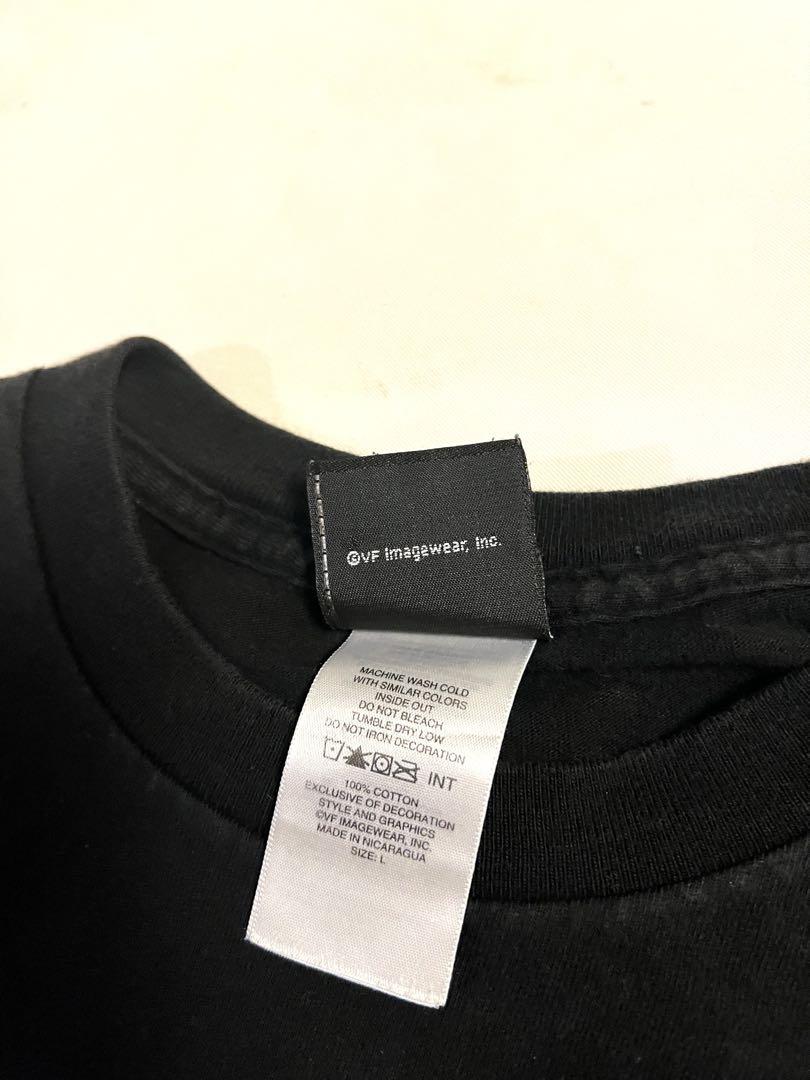 ©VF Imagewear, Inc.
MACHINE WASH COLD
WITH SIMILAR COLORS
INSIDE OUT
DO NOT BLEACH
TUMBLE DRY LOW
DO NOT IRON DECORATION
INT
100% COTTON
EXCLUSIVE OF DECORATION
STYLE AND GRAPHICS
©VF IMAGEWEAR, INC.
MADE IN NICARAGUA
SIZE: L